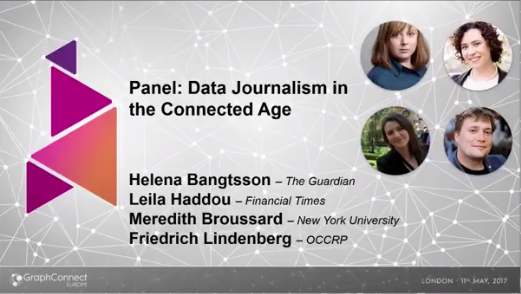 Panel: Data Journalism in
the Connected Age
Helena Bangtsson – The Guardian
Leila Haddou – Financial Times
Meredith Broussard – New York University
Friedrich Lindenberg – OCCRP
GraphConnect
EUROPE
LONDON · 11TH MAY, 2017